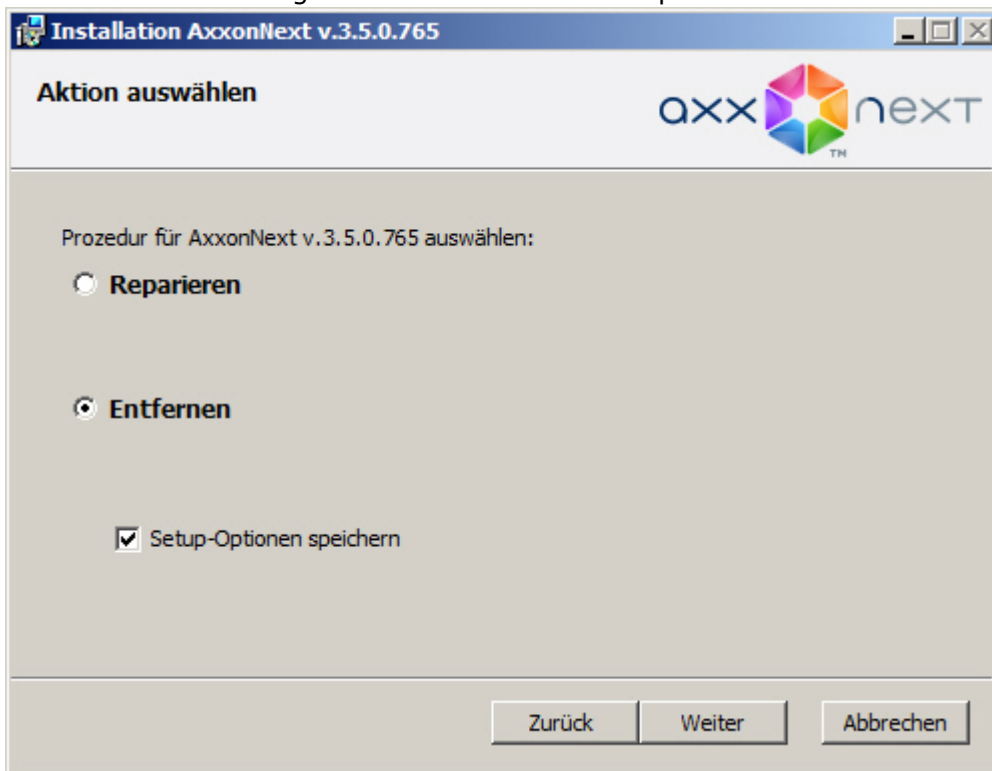 Installation AxxonNext v.3.5.0.765
Aktion auswählen
axx next
TM
Prozedur für AxxonNext v.3.5.0.765 auswählen:
Reparieren
Entfernen
Setup-Optionen speichern
Zurück Weiter Abbrechen